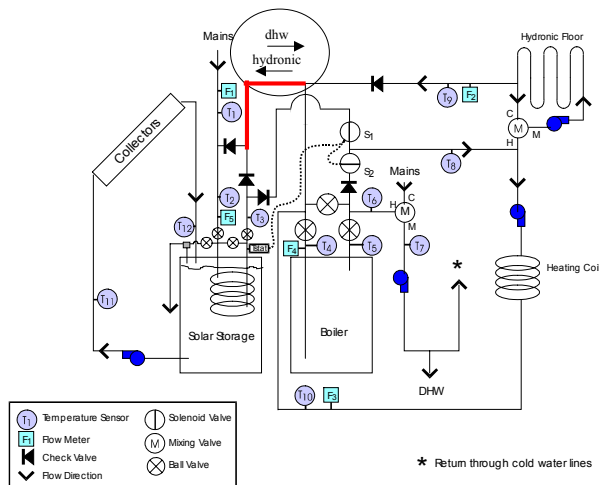 Mains
dhw
hydronic
Hydronic Floor
F1
T1
T9
F2
C
M
M
H
S1
S2
T8
Collectors
Mains
T2
F5
T3
T12
T6
H
C
M
M
Tstat
F4
T4
T5
T7
*
Heating Coi
T11
Solar Storage
Boiler
DHW
T10
F3
T1 Temperature Sensor
F1 Flow Meter
Check Valve
Flow Direction
Solenoid Valve
M Mixing Valve
Ball Valve
* Return through cold water lines